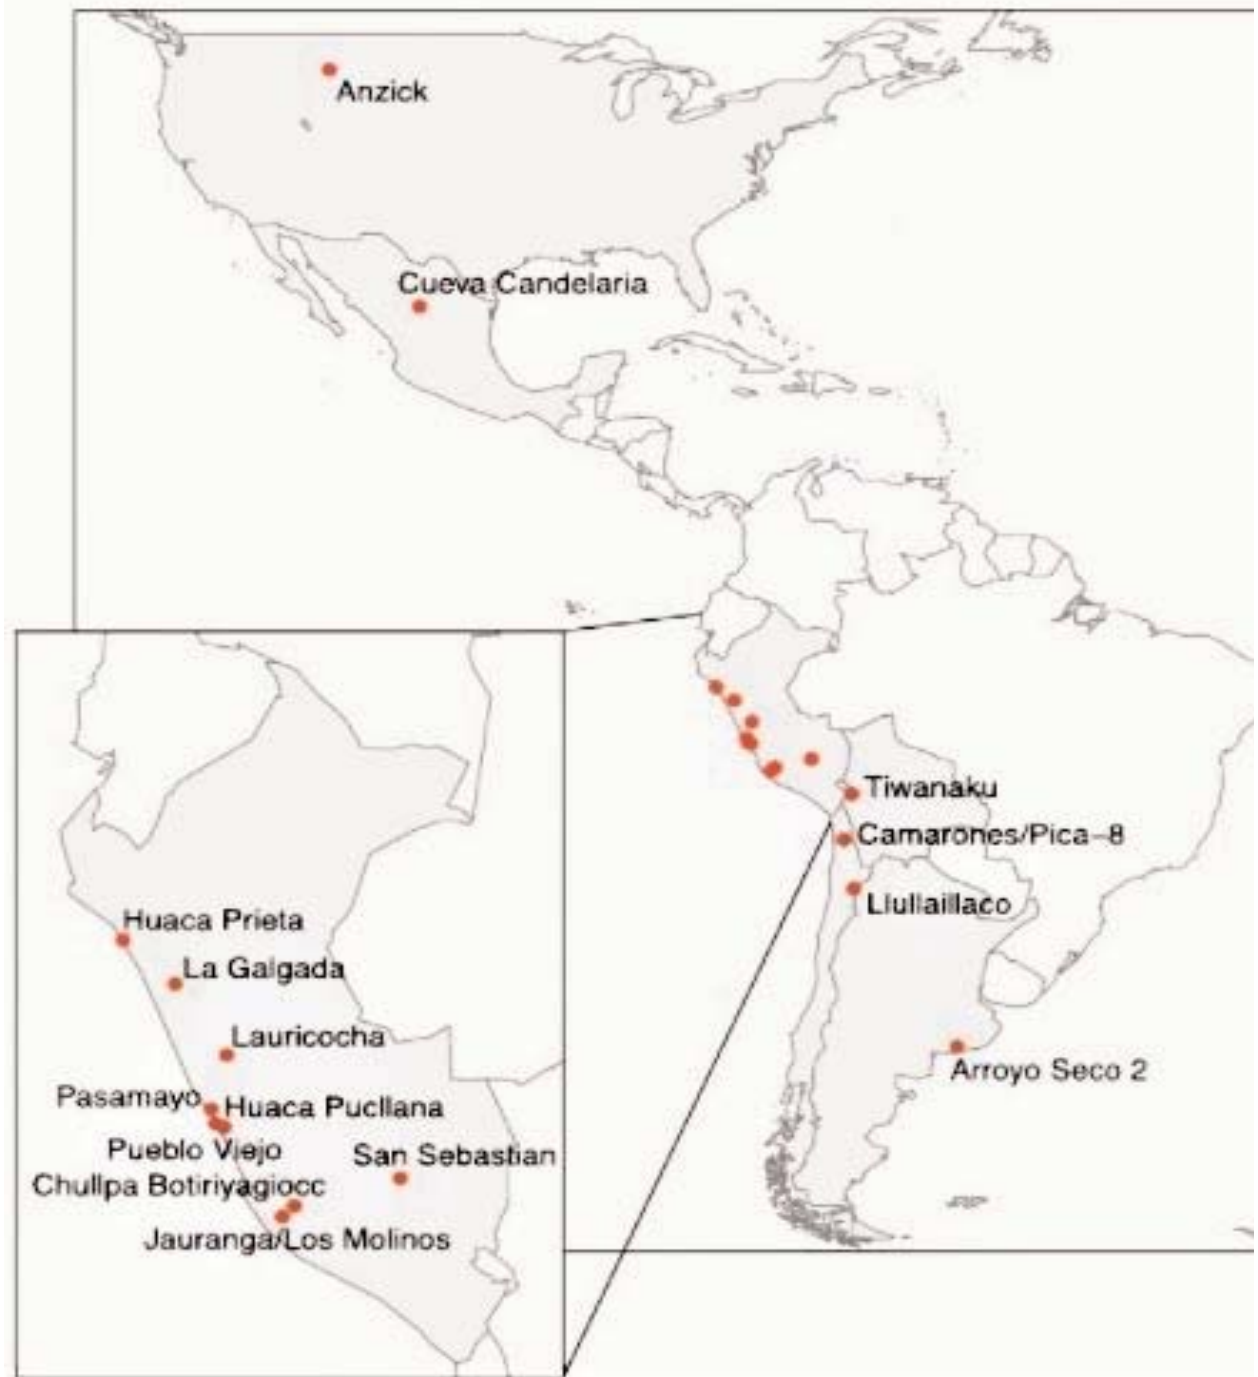 Anzick
Cueva Candelaria
Tiwanaku
Camarones/Pica-8
Llullaillaco
Arroyo Seco 2
Huaca Prieta
La Galgada
Lauricocha
Pasamayo
Huaca Pucllana
Pueblo Viejo
San Sebastian
Chullpa Botiriyagiocc
Jauranga/Los Molinos